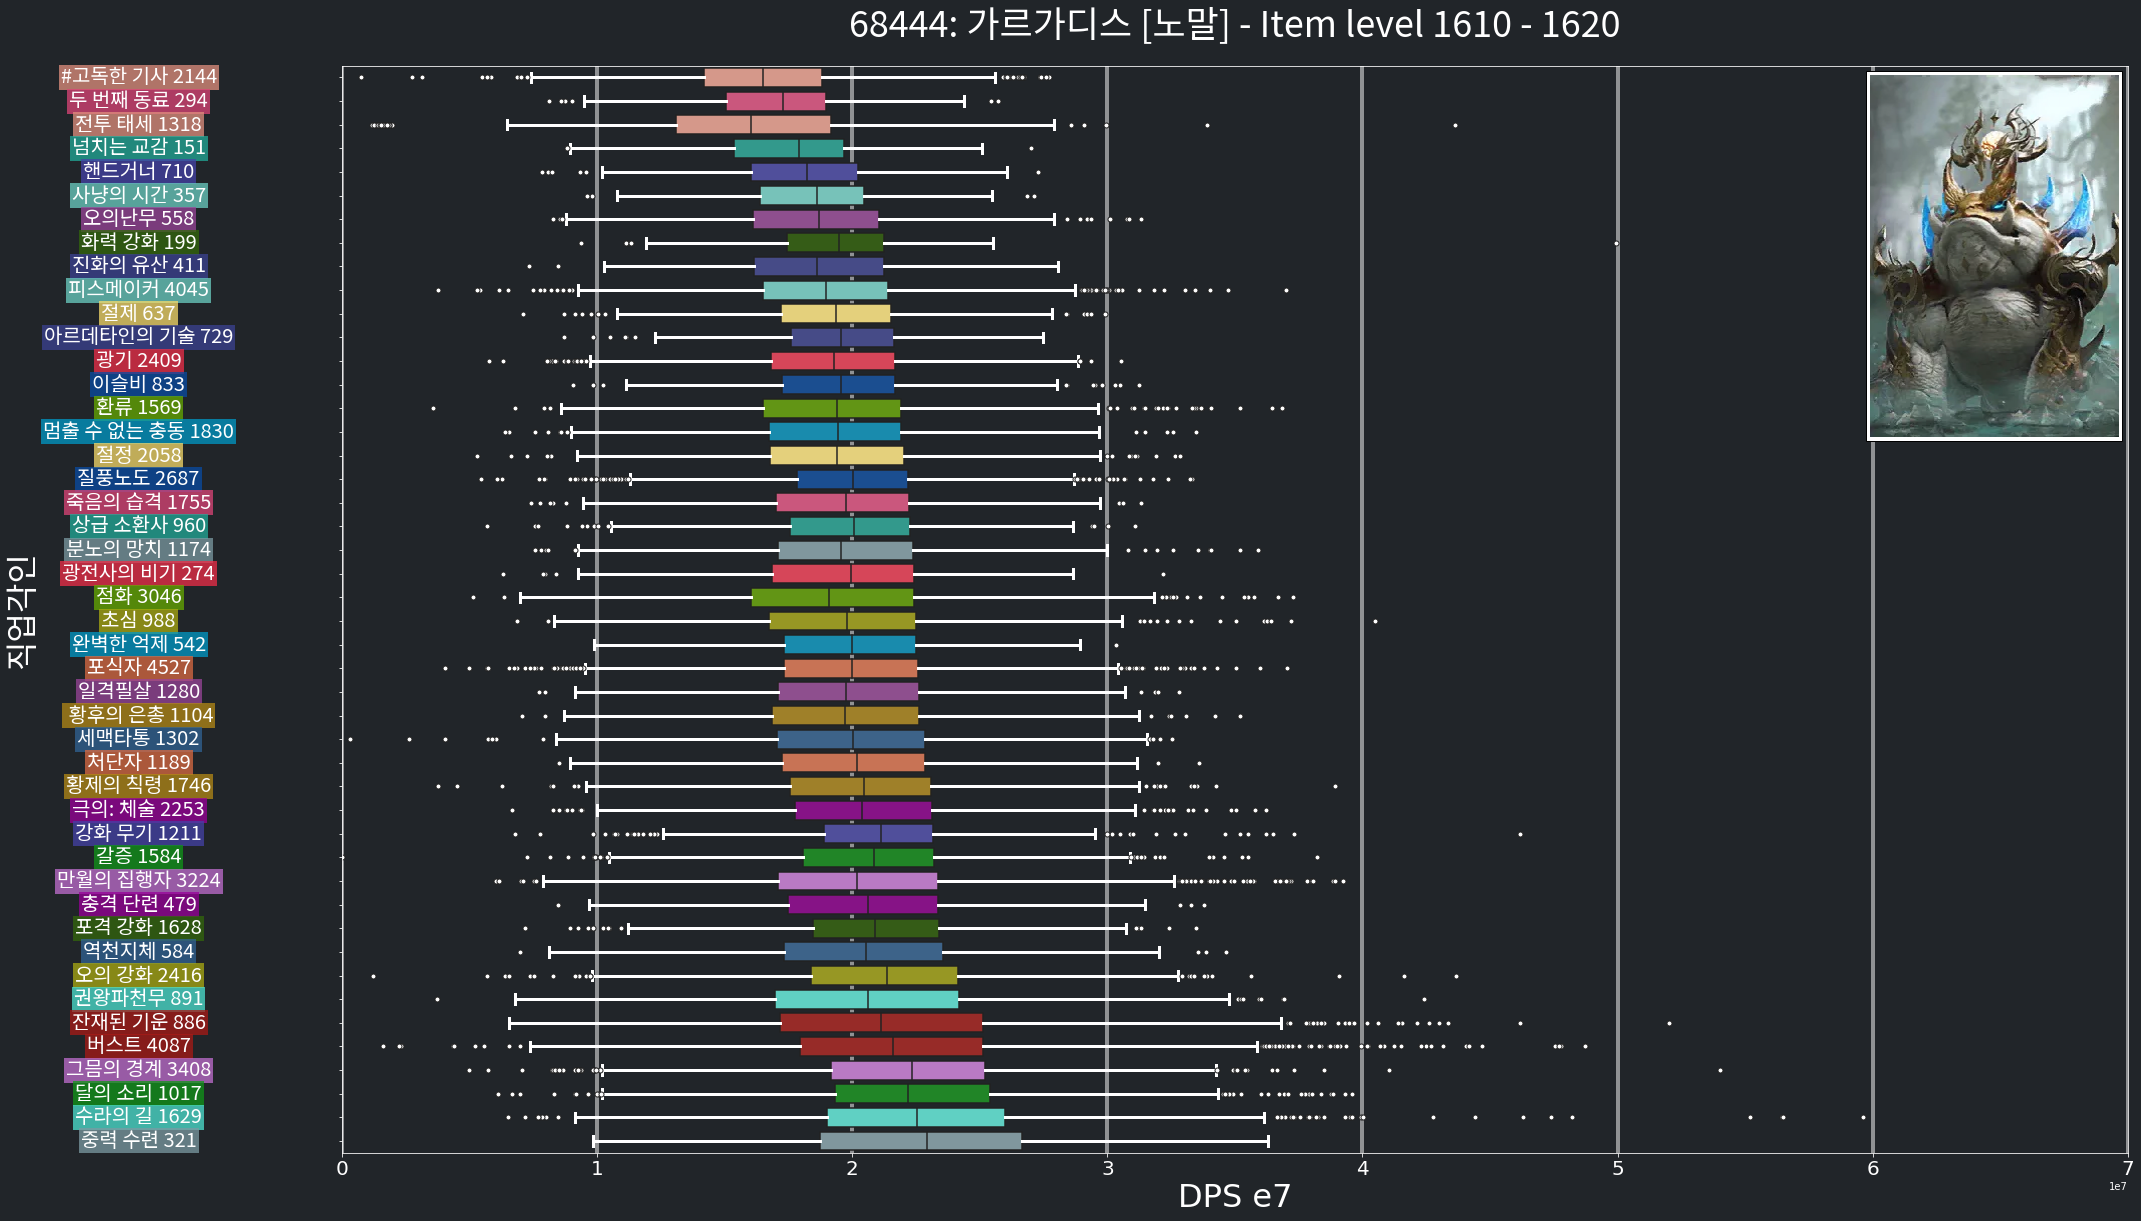 68444: 가르가디스 [노말] - Item level 1610 - 1620
#고독한 기사 2144
두 번째 동료 294
전투 태세 1318
넘치는 교감 151
핸드거너 710
사냥의 시간 357
오의난무 558
화력 강화 199
진화의 유산 411
피스메이커 4045
절제 637
아르데타인의 기술 729
광기 2409
이슬비 833
환류 1569
멈출 수 없는 충동 1830
절정 2058
질풍노도 2687
죽음의 습격 1755
상급 소환사 960
분노의 망치 1174
광전사의 비기 274
점화 3046
초심 988
완벽한 억제 542
포식자 4527
일격필살 1280
황후의 은총 1104
세맥타통 1302
처단자 1189
황제의 칙령 1746
극의: 체술 2253
강화 무기 1211
갈증 1584
만월의 집행자 3224
충격 단련 479
포격 강화 1628
역천지체 584
오의 강화 2416
권왕파천무 891
잔재된 기운 886
버스트 4087
그믐의 경계 3408
달의 소리 1017
수라의 길 1629
중력 수련 321
직업각인
0 1 2 3 4 5 6 7
1e7
DPS e7